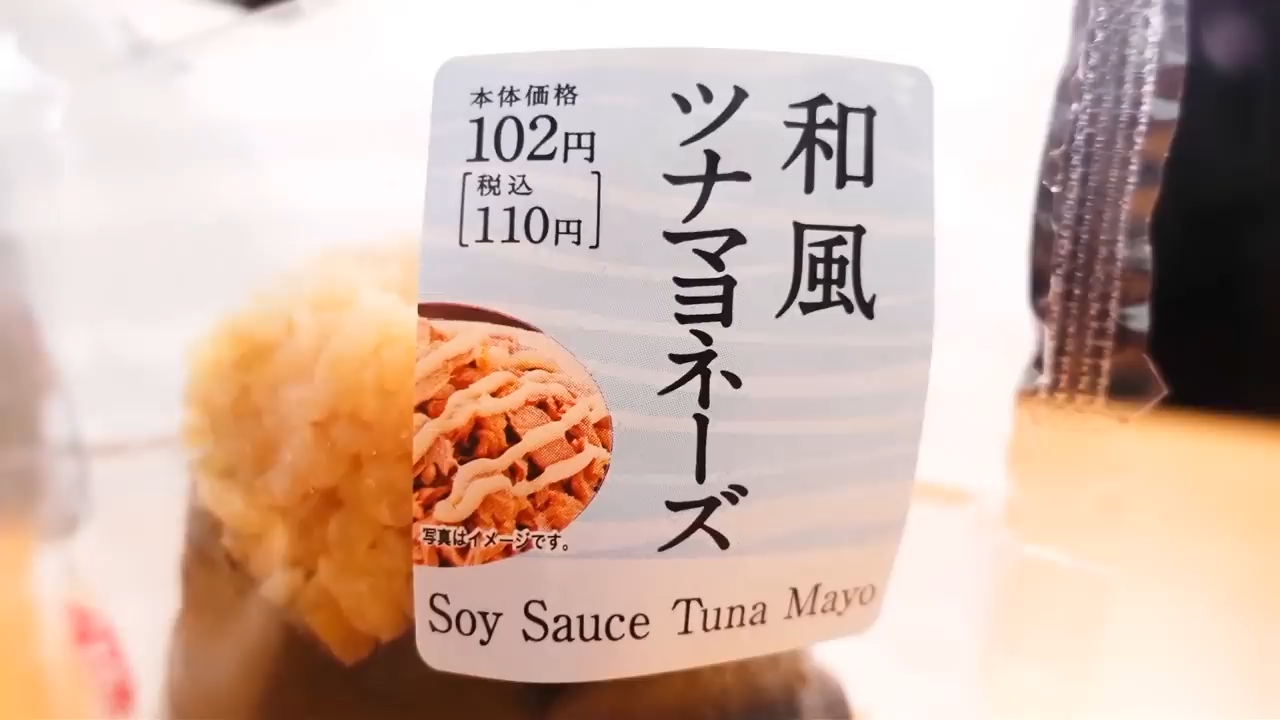 和風
ツナマヨネーズ
本体価格
102円
[税込
110円]
写真はイメージです。
Soy Sauce Tuna Mayo